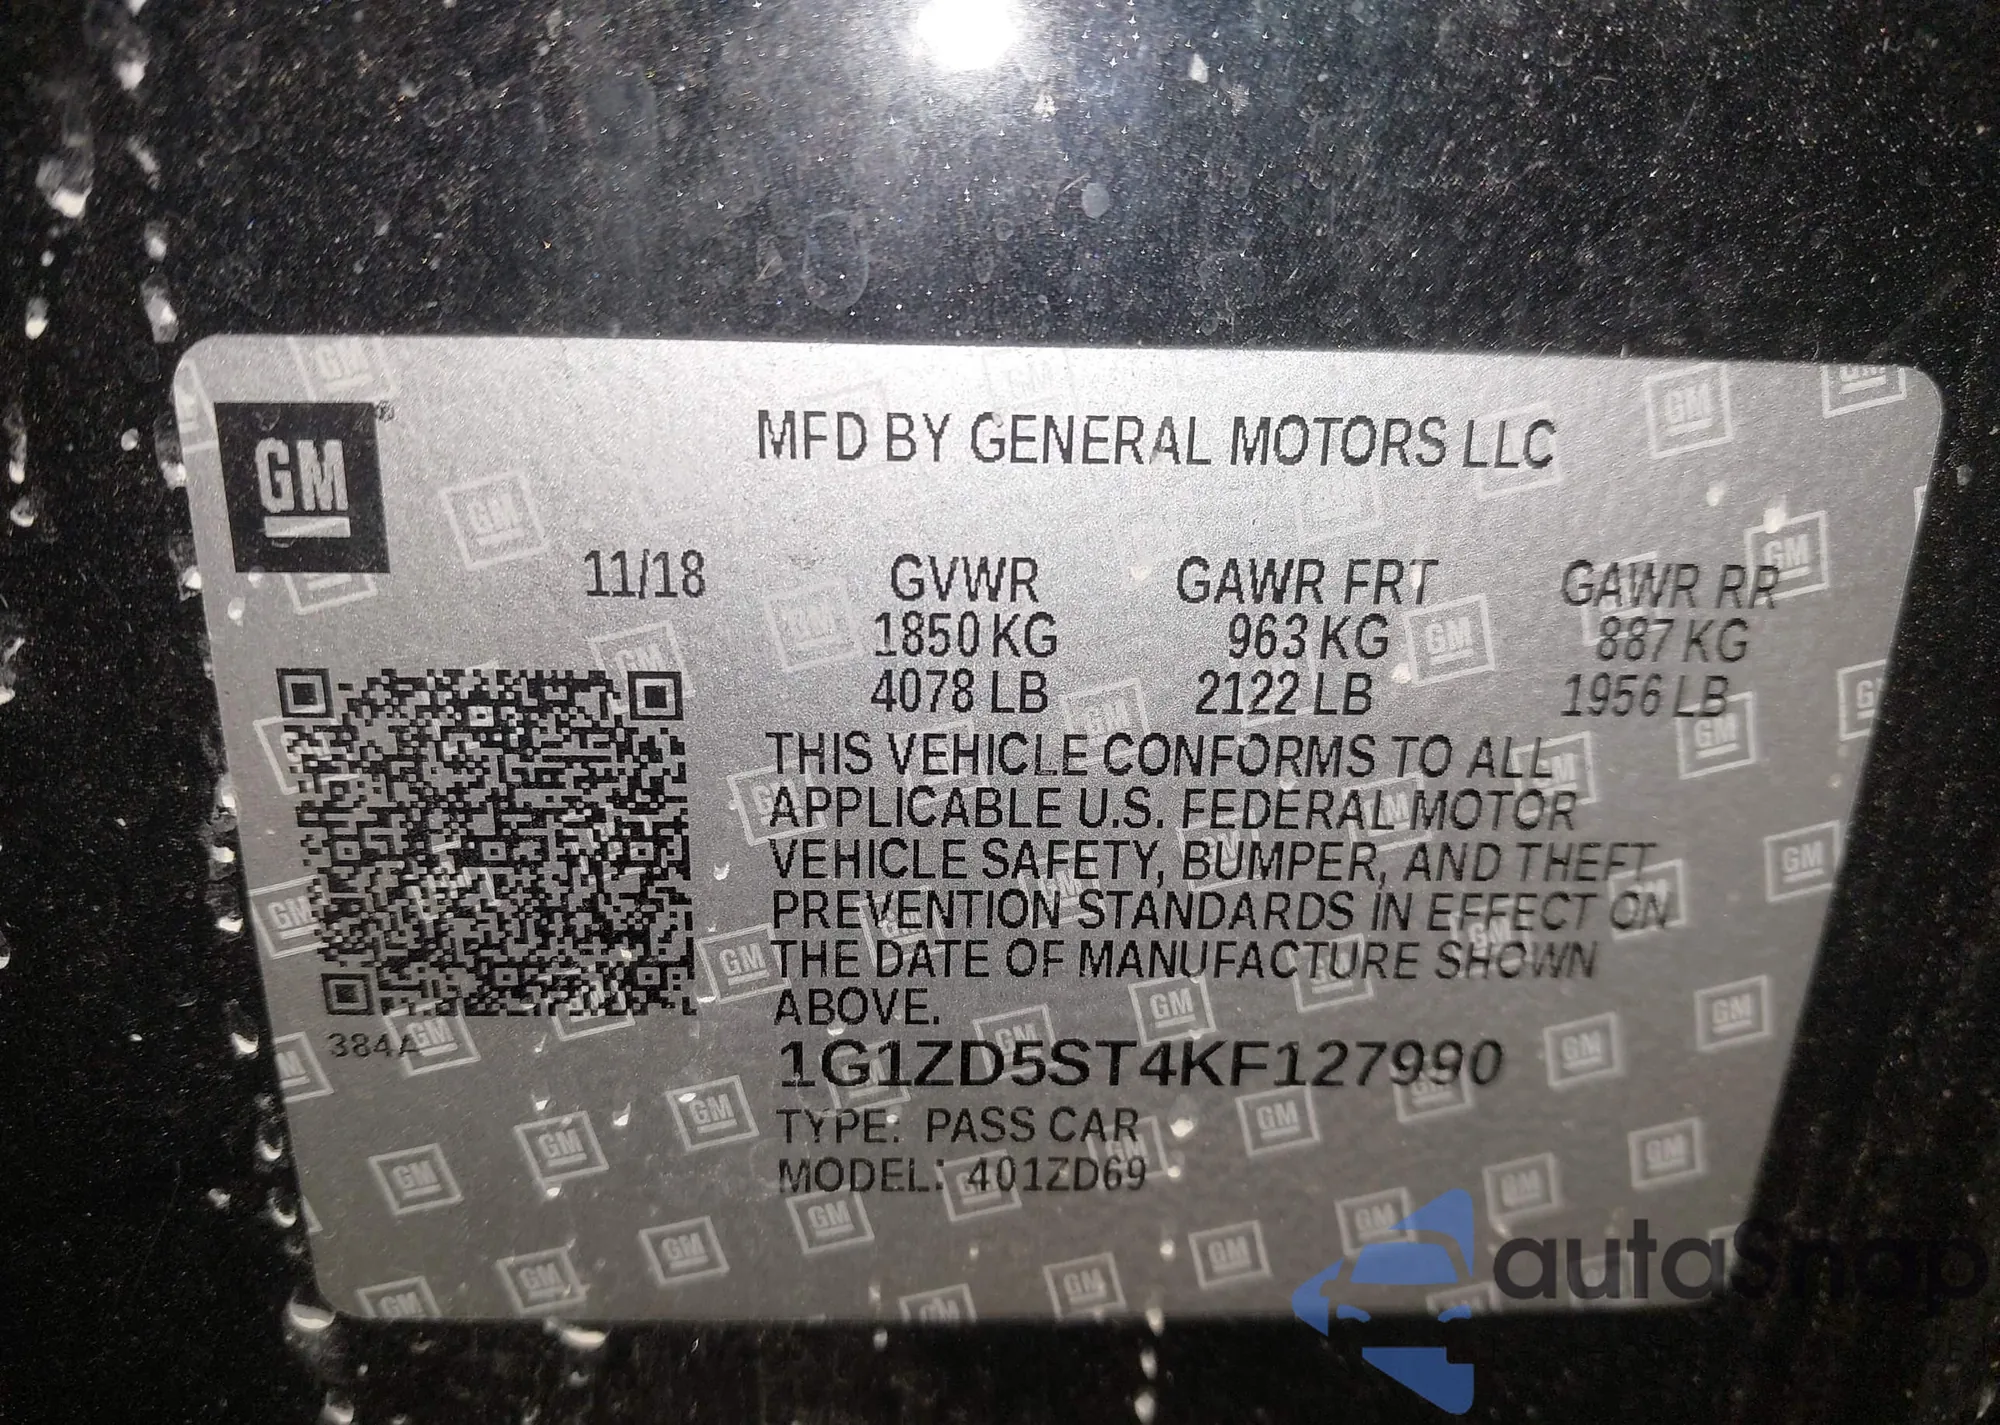 GM
MFD BY GENERAL MOTORS LLC
11/18 GVWR GAWR FRT GAWR RR
1850 KG 963 KG 887 KG
4078 LB 2122 LB 1956 LB
THIS VEHICLE CONFORMS TO ALL
APPLICABLE U.S. FEDERAL MOTOR
VEHICLE SAFETY, BUMPER, AND THEFT
PREVENTION STANDARDS IN EFFECT ON
THE DATE OF MANUFACTURE SHOWN
ABOVE.
384A
1G1ZD5ST4KF127990
TYPE: PASS CAR
MODEL: 401ZD69
autasnap